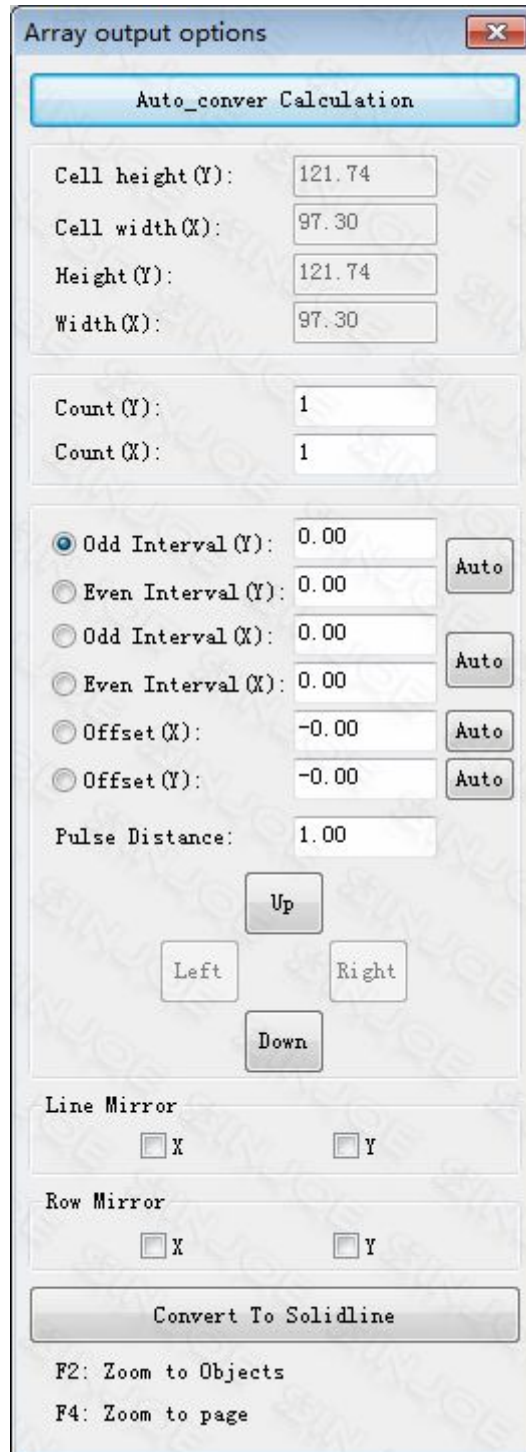 Array output options
Auto_conver Calculation
Cell height(Y): 121.74
Cell width(X): 97.30
Height(Y): 121.74
Width(X): 97.30
Count(Y): 1
Count(X): 1
Odd Interval(Y): 0.00
Auto
Even Interval(Y): 0.00
Odd Interval(X): 0.00
Auto
Even Interval(X): 0.00
Offset(X): -0.00 Auto
Offset(Y): -0.00 Auto
Pulse Distance: 1.00
Up
Left Right
Down
Line Mirror
X Y
Row Mirror
X Y
Convert To Solidline
F2: Zoom to Objects
F4: Zoom to page